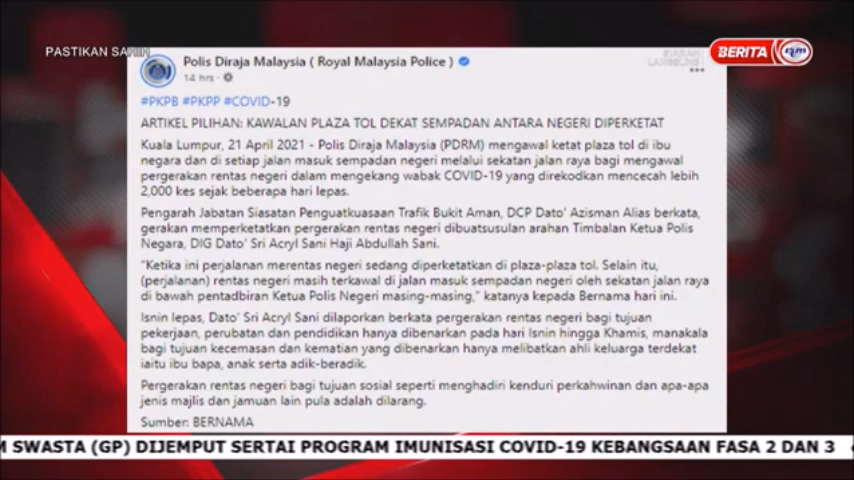 PASTIKAN SAHIH
BERITA rtm
Polis Diraja Malaysia ( Royal Malaysia Police )
SIARAN
LANGSUNG
14 hrs ·
#PKPB #PKPP #COVID-19
ARTIKEL PILIHAN: KAWALAN PLAZA TOL DEKAT SEMPADAN ANTARA NEGERI DIPERKETAT
Kuala Lumpur, 21 April 2021 - Polis Diraja Malaysia (PDRM) mengawal ketat plaza tol di ibu
negara dan di setiap jalan masuk sempadan negeri melalui sekatan jalan raya bagi mengawal
pergerakan rentas negeri dalam mengekang wabak COVID-19 yang direkodkan mencecah lebih
2,000 kes sejak beberapa hari lepas.
Pengarah Jabatan Siasatan Penguatkuasaan Trafik Bukit Aman, DCP Dato' Azisman Alias berkata,
gerakan memperketatkan pergerakan rentas negeri dibuatsusulan arahan Timbalan Ketua Polis
Negara, DIG Dato' Sri Acryl Sani Haji Abdullah Sani.
"Ketika ini perjalanan merentas negeri sedang diperketatkan di plaza-plaza tol. Selain itu,
(perjalanan) rentas negeri masih terkawal di jalan masuk sempadan negeri oleh sekatan jalan raya
di bawah pentadbiran Ketua Polis Negeri masing-masing," katanya kepada Bernama hari ini.
Isnin lepas, Dato' Sri Acryl Sani dilaporkan berkata pergerakan rentas negeri bagi tujuan
pekerjaan, perubatan dan pendidikan hanya dibenarkan pada hari Isnin hingga Khamis, manakala
bagi tujuan kecemasan dan kematian yang dibenarkan hanya melibatkan ahli keluarga terdekat
iaitu ibu bapa, anak serta adik-beradik.
Pergerakan rentas negeri bagi tujuan sosial seperti menghadiri kenduri perkahwinan dan apa-apa
jenis majlis dan jamuan lain pula adalah dilarang.
Sumber: BERNAMA
M SWASTA (GP) DIJEMPUT SERTAI PROGRAM IMUNISASI COVID-19 KEBANGSAAN FASA 2 DAN 3